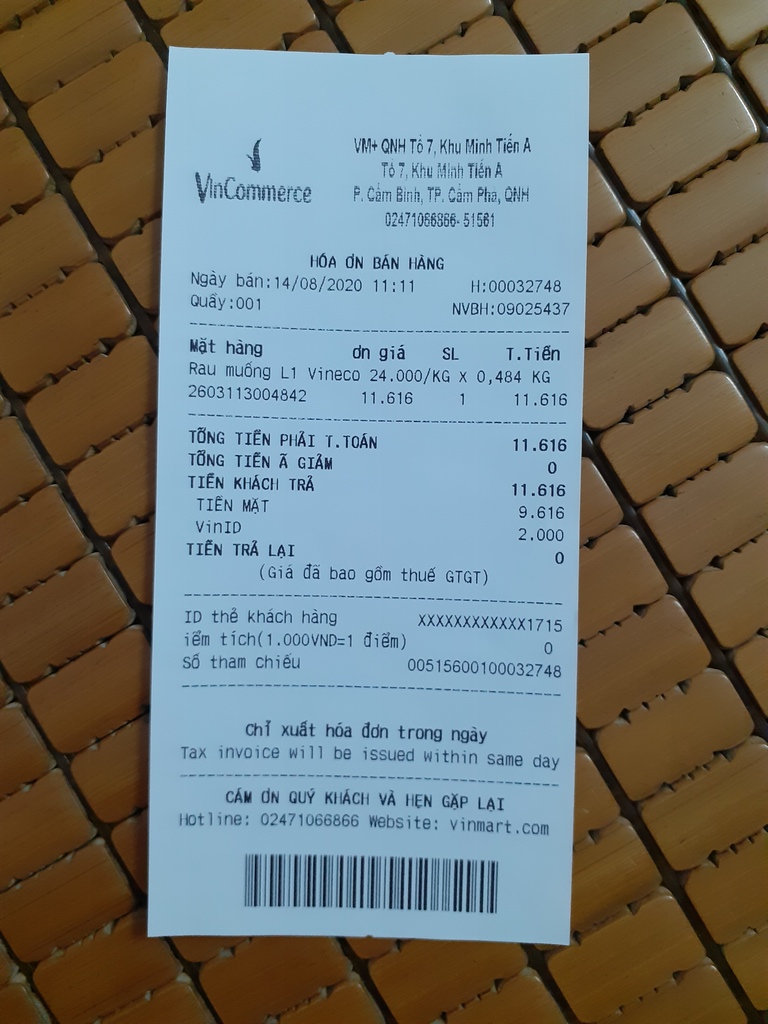 VinCommerce
VM+ QNH Tổ 7, Khu Minh Tiến A
Tổ 7, Khu Minh Tiến A
P. Cẩm Bình, TP. Cẩm Phả, QNH
02471066866- 51561
HÓA ƠN BÁN HÀNG
Ngày bán:14/08/2020 11:11 H:00032748
Quầy:001 NVBH:09025437
Mặt hàng ơn giá SL T.Tiền
Rau muống L1 Vineco 24.000/KG X 0,484 KG
2603113004842 11.616 1 11.616
TỔNG TIỀN PHẢI T.TOÁN 11.616
TỔNG TIỀN Ã GIẢM 0
TIỀN KHÁCH TRẢ 11.616
TIỀN MẶT 9.616
VinID 2.000
TIỀN TRẢ LẠI 0
(Giá đã bao gồm thuế GTGT)
ID thẻ khách hàng XXXXXXXXXXXX1715
iểm tích(1.000VND=1 điểm) 0
Số tham chiếu 00515600100032748
Chỉ xuất hóa đơn trong ngày
Tax invoice will be issued within same day
CẢM ƠN QUÝ KHÁCH VÀ HẸN GẶP LẠI
Hotline: 02471066866 Website: vinmart.com